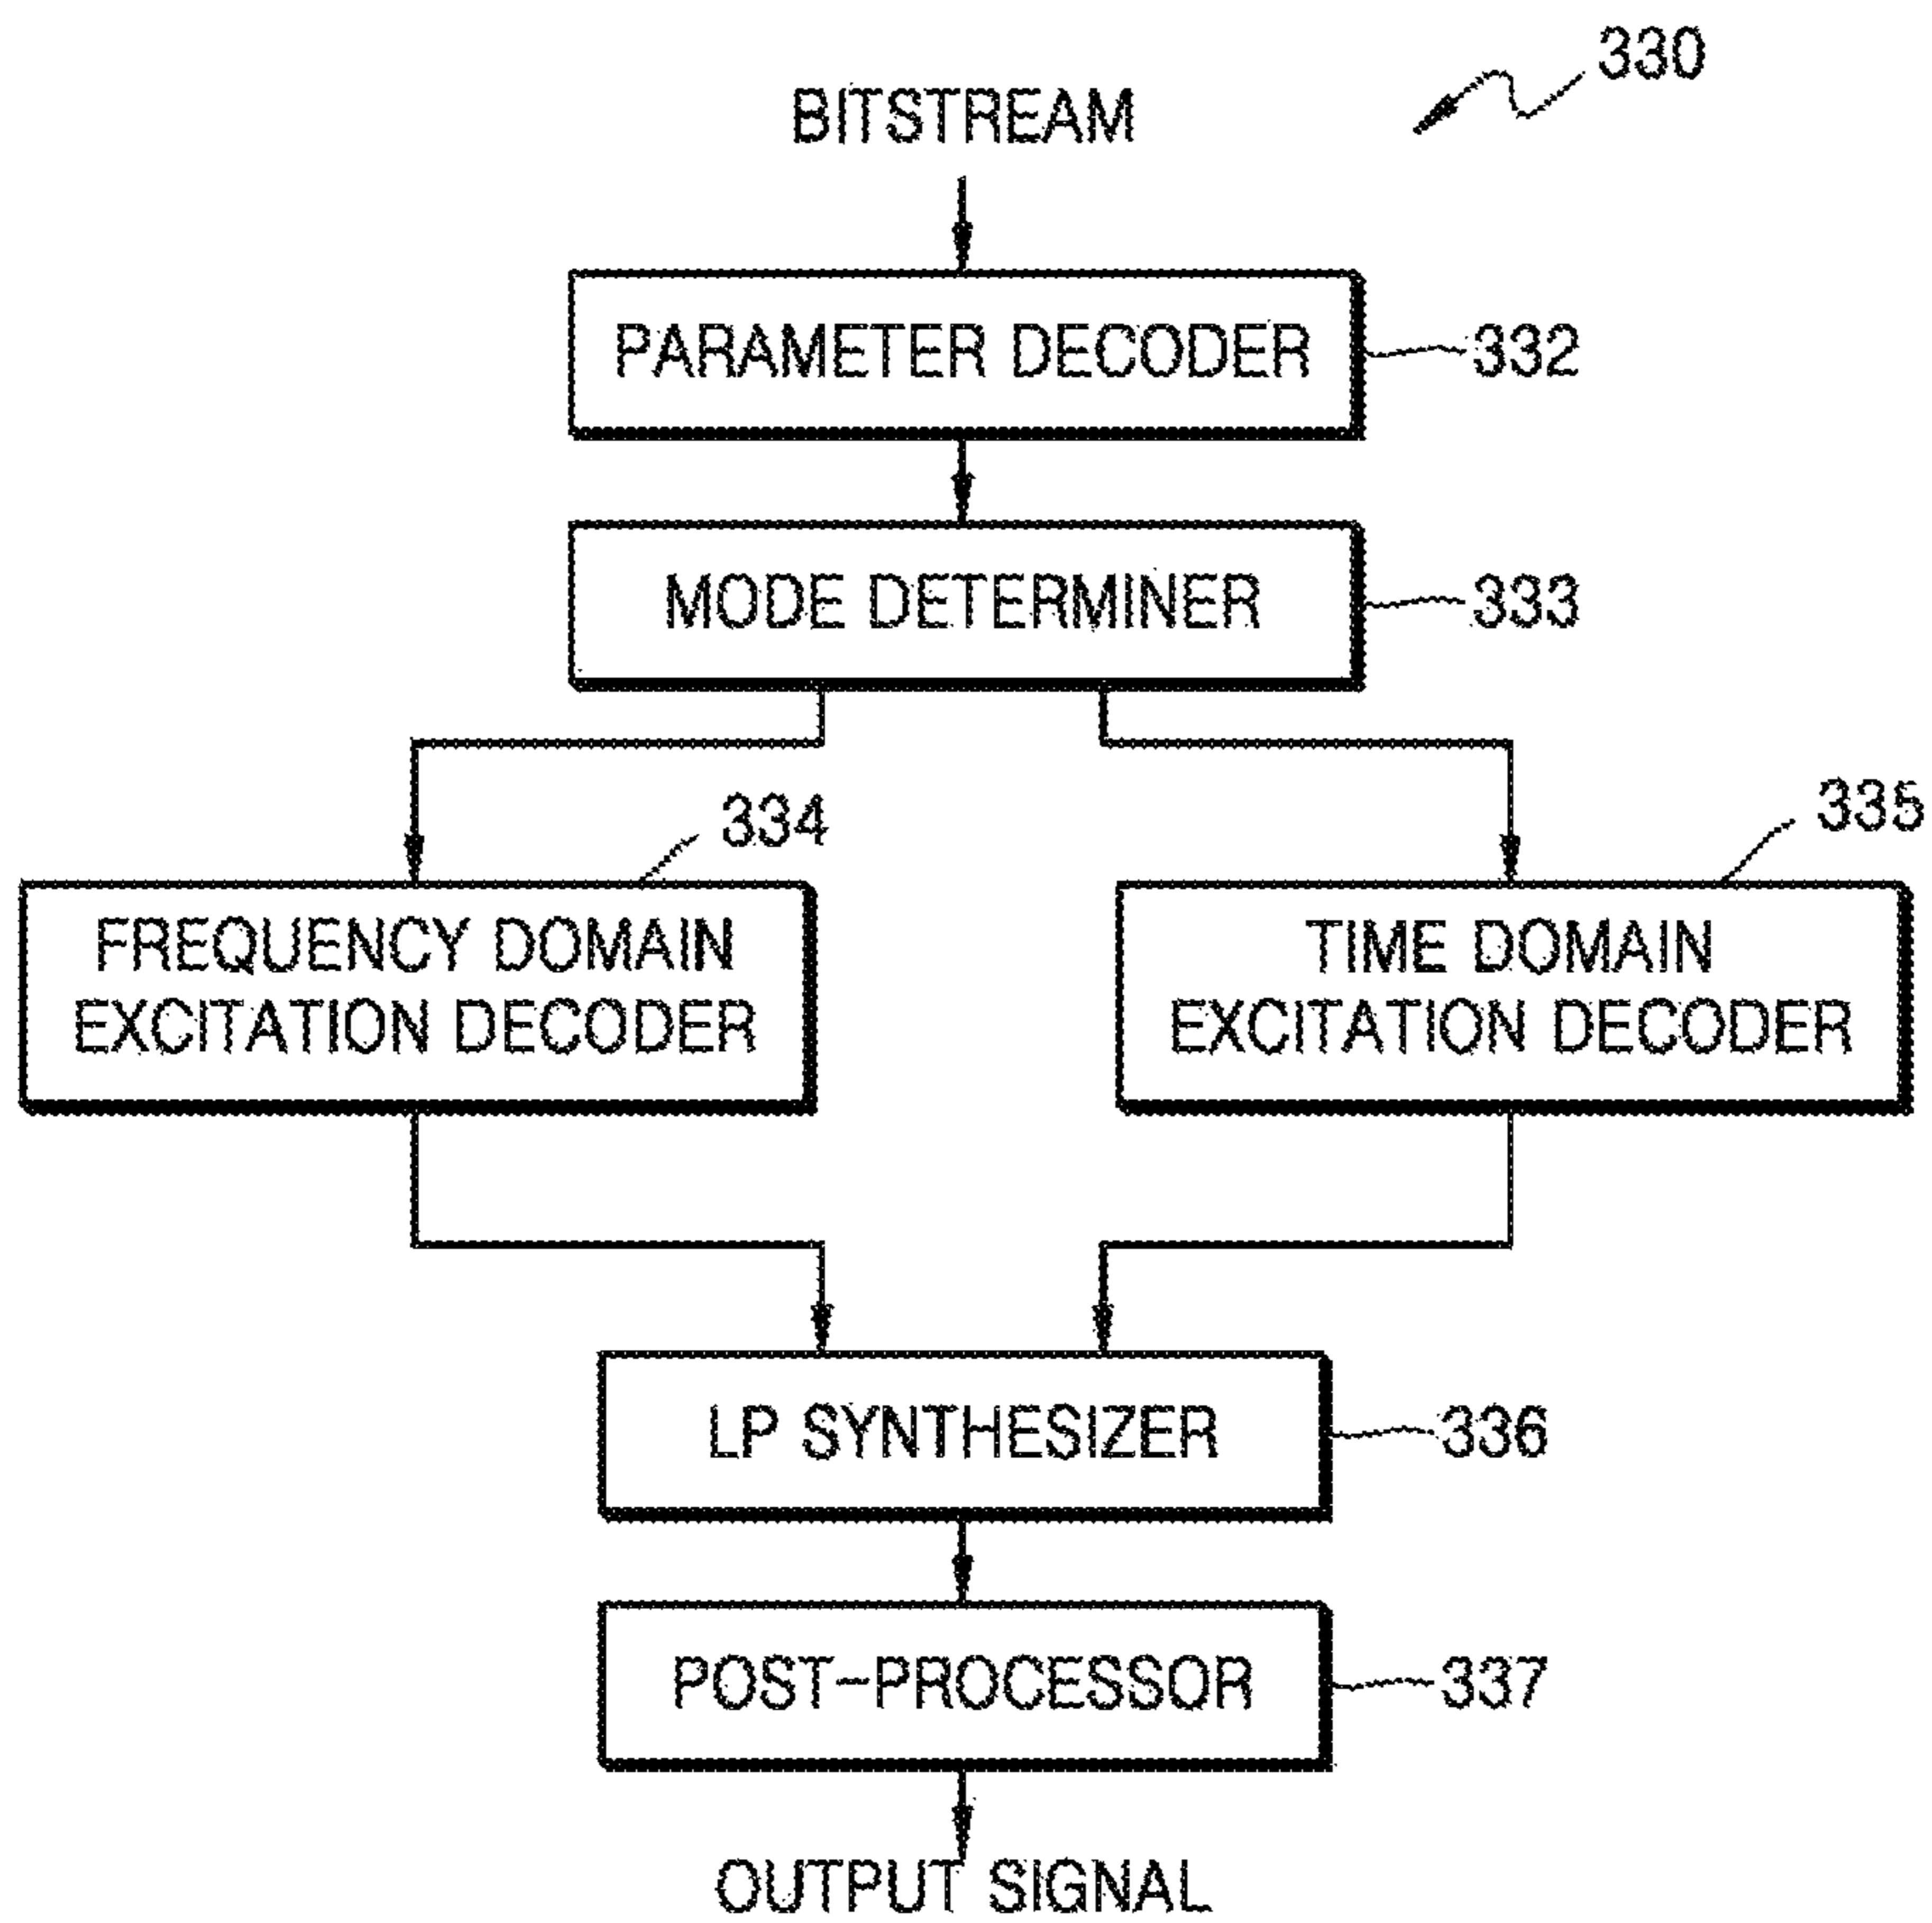 330
BITSTREAM
PARAMETER DECODER
332
MODE DETERMINER
333
334
335
FREQUENCY DOMAIN
EXCITATION DECODER
TIME DOMAIN
EXCITATION DECODER
LP SYNTHESIZER
336
POST-PROCESSOR
337
OUTPUT SIGNAL